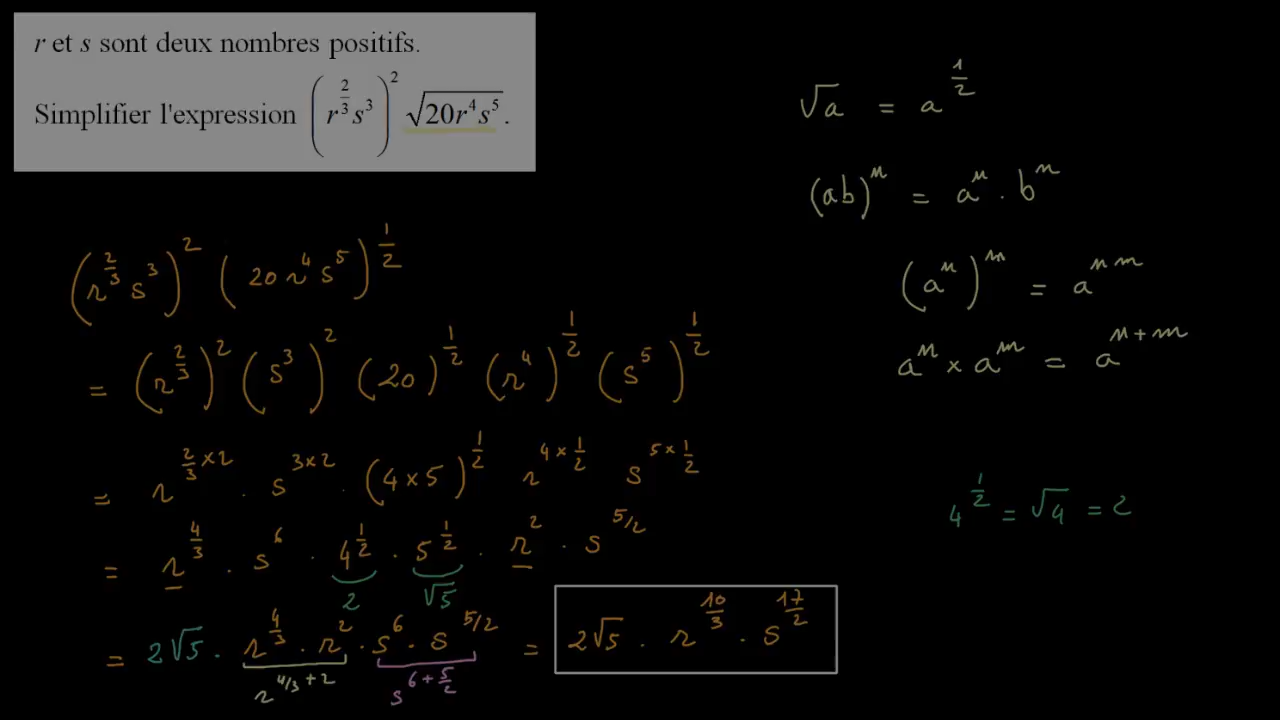 r et s sont deux nombres positifs.
Simplifier l'expression (r^{2/3} s^3)^2 √(20r^4 s^5).
(r^{2/3} s^3)^2 (20 r^4 s^5)^{1/2}
= (r^{2/3})^2 (s^3)^2 (20)^{1/2} (r^4)^{1/2} (s^5)^{1/2}
= r^{2/3 × 2} · s^{3×2} · (4×5)^{1/2} r^{4 × 1/2} s^{5 × 1/2}
= r^{4/3} · s^6 · 4^{1/2} · 5^{1/2} · r^2 · s^{5/2}
2 √5
= 2√5 · r^{4/3} · r^2 · s^6 · s^{5/2} = 2√5 · r^{10/3} · s^{17/2}
r^{4/3 + 2} s^{6 + 5/2}
√a = a^{1/2}
(ab)^n = a^n · b^n
(a^n)^m = a^{n m}
a^n × a^m = a^{n + m}
4^{1/2} = √4 = 2